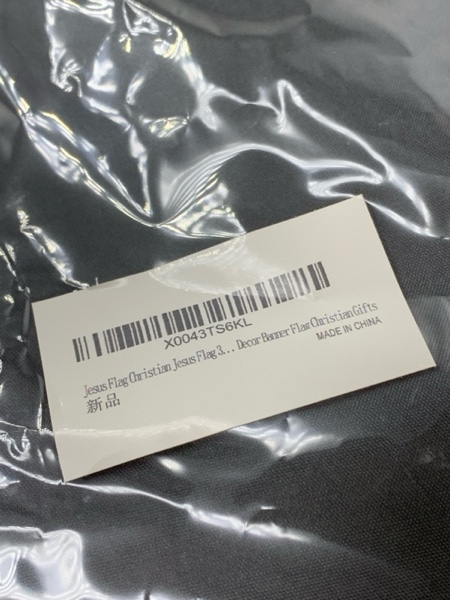 X0043TS6KL
Jesus Flag Christian Jesus Flag 3... Decor Banner Flag Christian Gifts
新品
MADE IN CHINA